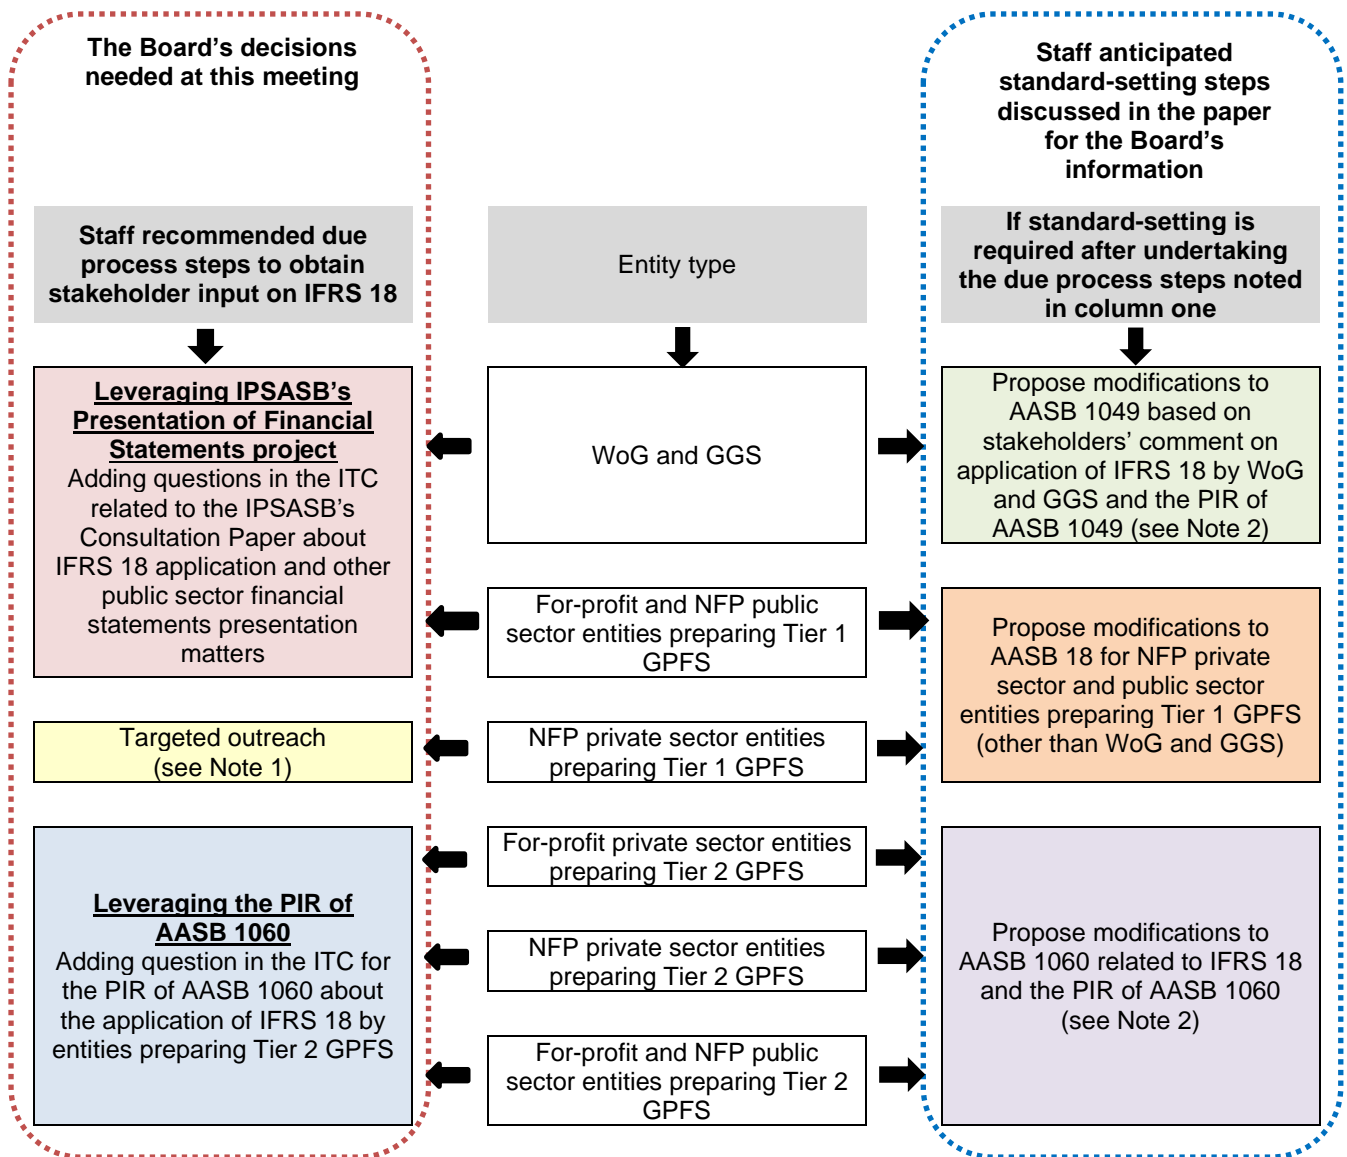 The Board’s decisions
needed at this meeting
Staff anticipated
standard-setting steps
discussed in the paper
for the Board’s
information
Staff recommended due
process steps to obtain
stakeholder input on IFRS 18
Entity type
If standard-setting is
required after undertaking
the due process steps noted
in column one
Leveraging IPSASB’s
Presentation of Financial
Statements project
Adding questions in the ITC
related to the IPSASB’s
Consultation Paper about
IFRS 18 application and other
public sector financial
statements presentation
matters
WoG and GGS
Propose modifications to
AASB 1049 based on
stakeholders’ comment on
application of IFRS 18 by WoG
and GGS and the PIR of
AASB 1049 (see Note 2)
For-profit and NFP public
sector entities preparing Tier 1
GPFS
Propose modifications to
AASB 18 for NFP private
sector and public sector
entities preparing Tier 1 GPFS
(other than WoG and GGS)
Targeted outreach
(see Note 1)
NFP private sector entities
preparing Tier 1 GPFS
Leveraging the PIR of
AASB 1060
Adding question in the ITC for
the PIR of AASB 1060 about
the application of IFRS 18 by
entities preparing Tier 2 GPFS
For-profit private sector entities
preparing Tier 2 GPFS
NFP private sector entities
preparing Tier 2 GPFS
For-profit and NFP public
sector entities preparing Tier 2
GPFS
Propose modifications to
AASB 1060 related to IFRS 18
and the PIR of AASB 1060
(see Note 2)